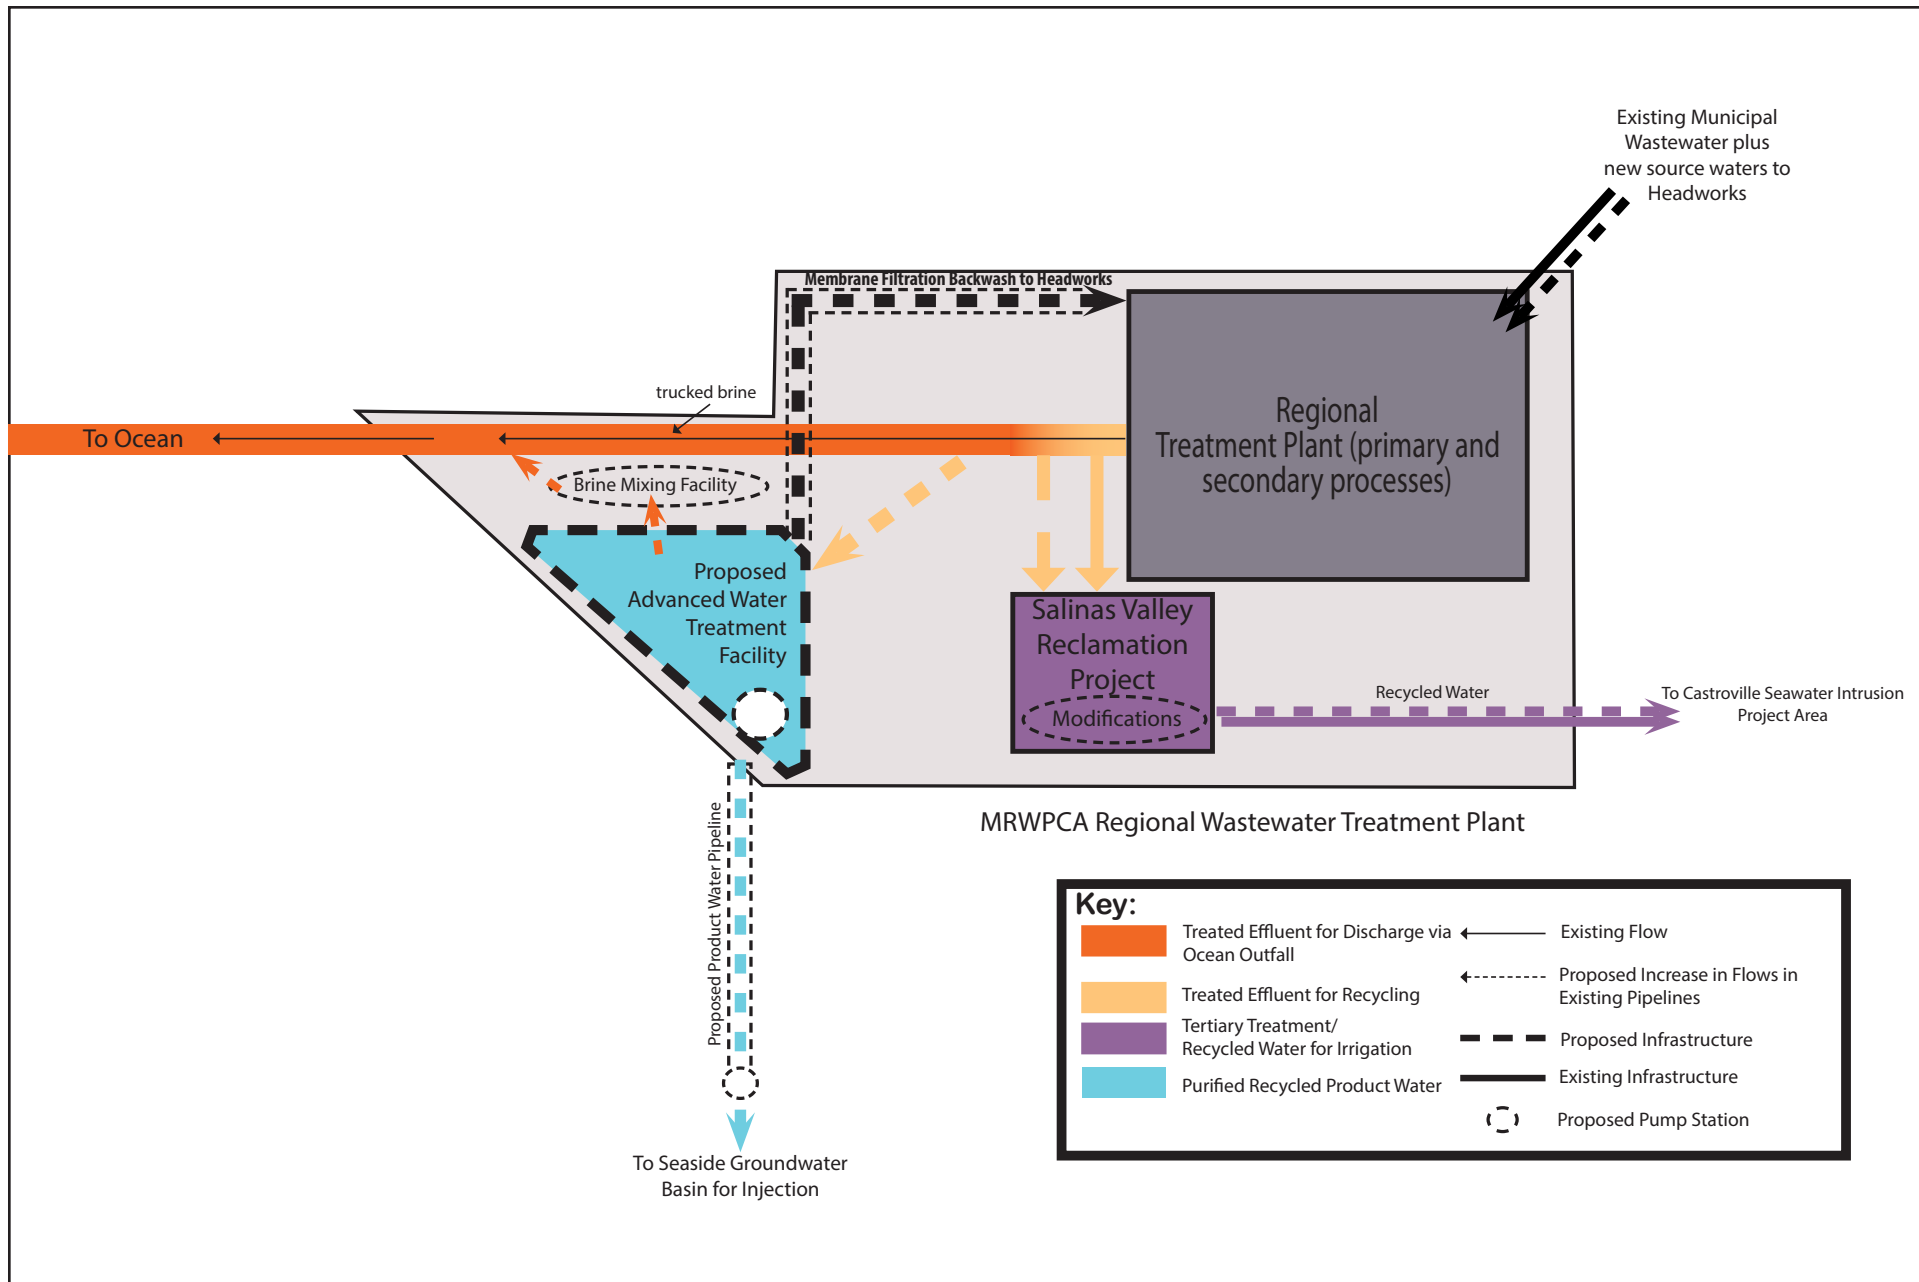 Existing Municipal
Wastewater plus
new source waters to
Headworks
Membrane Filtration Backwash to Headworks
trucked brine
To Ocean
Regional
Treatment Plant (primary and
secondary processes)
Brine Mixing Facility
Proposed
Advanced Water
Treatment
Facility
Salinas Valley
Reclamation
Project
Modifications
Recycled Water
To Castroville Seawater Intrusion
Project Area
MRWPCA Regional Wastewater Treatment Plant
Proposed Product Water Pipeline
To Seaside Groundwater
Basin for Injection
Key:
Treated Effluent for Discharge via
Ocean Outfall
Treated Effluent for Recycling
Tertiary Treatment/
Recycled Water for Irrigation
Purified Recycled Product Water
Existing Flow
Proposed Increase in Flows in
Existing Pipelines
Proposed Infrastructure
Existing Infrastructure
Proposed Pump Station